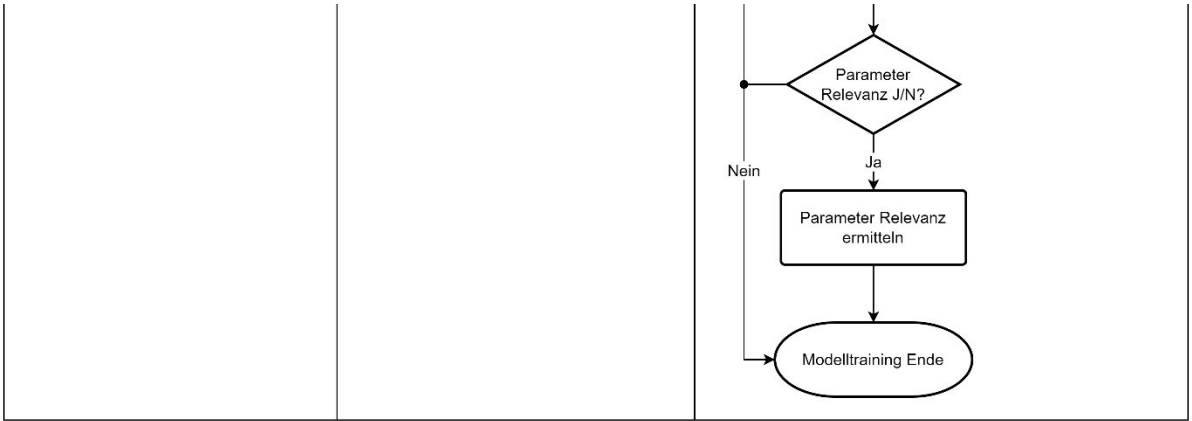 Parameter
Relevanz J/N?
Ja
Nein
Parameter Relevanz
ermitteln
Modelltraining Ende